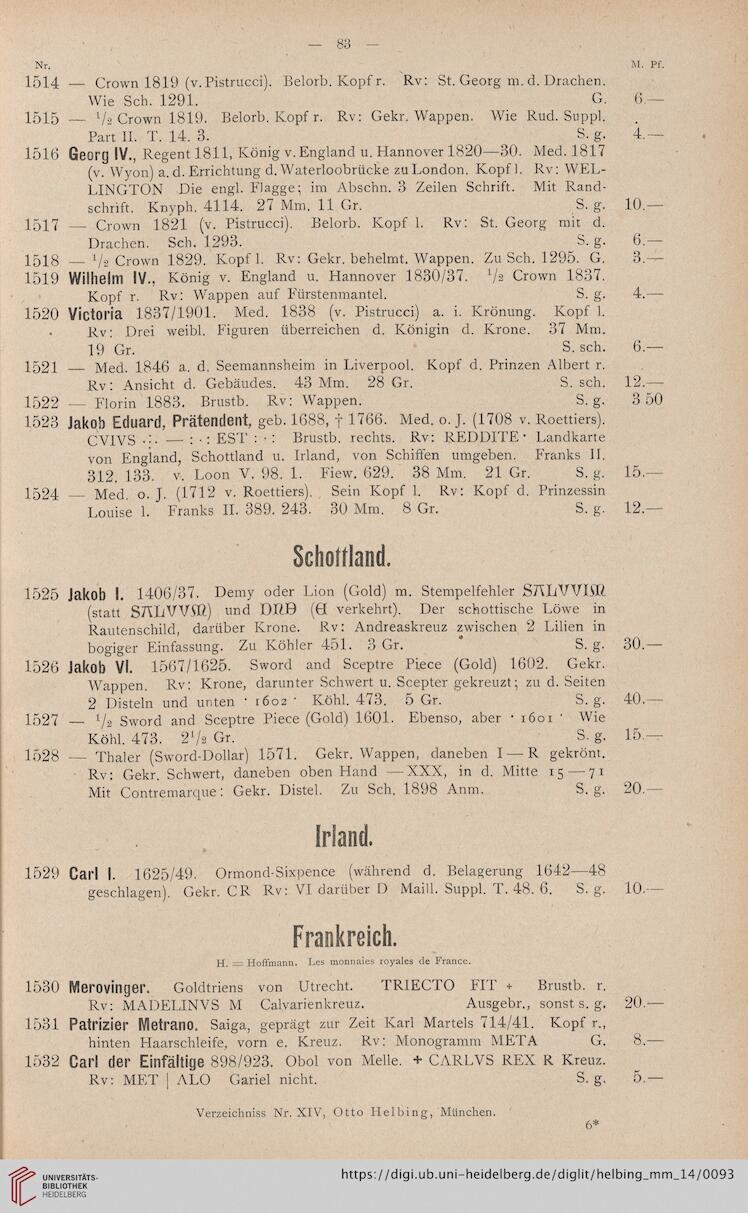 — 83 —
Nr. M. Pf.
1514 — Crown 1819 (v. Pistrucci). Belorb. Kopf r. Rv: St. Georg m. d. Drachen.
Wie Sch. 1291. G. 6.—
1515 — 1/2 Crown 1819. Belorb. Kopf r. Rv: Gekr. Wappen. Wie Rud. Suppl.
Part II. T. 14. 3. S. g. 4.—
1516 Georg IV., Regent 1811, König v. England u. Hannover 1820—30. Med. 1817
(v. Wyon) a. d. Errichtung d. Waterloobrücke zu London. Kopf l. Rv: WEL-
LINGTON Die engl. Flagge; im Abschn. 3 Zeilen Schrift. Mit Rand-
schrift. Knyph. 4114. 27 Mm. 11 Gr. S. g. 10.—
1517 — Crown 1821 (v. Pistrucci). Belorb. Kopf l. Rv: St. Georg mit d.
Drachen. Sch. 1293. S. g. 6.—
1518 — 1/2 Crown 1829. Kopf l. Rv: Gekr. behelmt. Wappen. Zu Sch. 1295. G. 3.—
1519 Wilhelm IV., König v. England u. Hannover 1830/37. 1/2 Crown 1837.
Kopf r. Rv: Wappen auf Fürstenmantel. S. g. 4.—
1520 Victoria 1837/1901. Med. 1838 (v. Pistrucci) a. i. Krönung. Kopf l.
Rv: Drei weibl. Figuren überreichen d. Königin d. Krone. 37 Mm.
19 Gr. S. sch. 6.—
1521 — Med. 1846 a. d. Seemannsheim in Liverpool. Kopf d. Prinzen Albert r.
Rv: Ansicht d. Gebäudes. 43 Mm. 28 Gr. S. sch. 12.—
1522 — Florin 1883. Brustb. Rv: Wappen. S. g. 3 50
1523 Jakob Eduard, Prätendent, geb. 1688, † 1766. Med. o. J. (1708 v. Roettiers).
CVIVS ·:· — : · : EST : · : Brustb. rechts. Rv: REDDITE · Landkarte
von England, Schottland u. Irland, von Schiffen umgeben. Franks II.
312. 133. v. Loon V. 98. 1. Fiew. 629. 38 Mm. 21 Gr. S. g. 15.—
1524 — Med. o. J. (1712 v. Roettiers). Sein Kopf l. Rv: Kopf d. Prinzessin
Louise l. Franks II. 389. 243. 30 Mm. 8 Gr. S. g. 12.—
Schottland.
1525 Jakob I. 1406/37. Demy oder Lion (Gold) m. Stempelfehler SALVVISR
(statt SALVVSR) und DRD (E verkehrt). Der schottische Löwe in
Rautenschild, darüber Krone. Rv: Andreaskreuz zwischen 2 Lilien in
bogiger Einfassung. Zu Köhler 451. 3 Gr. S. g. 30.—
1526 Jakob VI. 1567/1625. Sword and Sceptre Piece (Gold) 1602. Gekr.
Wappen. Rv: Krone, darunter Schwert u. Scepter gekreuzt; zu d. Seiten
2 Disteln und unten · 1602 · Köhl. 473. 5 Gr. S. g. 40.—
1527 — 1/2 Sword and Sceptre Piece (Gold) 1601. Ebenso, aber · 1601 · Wie
Köhl. 473. 2 1/2 Gr. S. g. 15.—
1528 — Thaler (Sword-Dollar) 1571. Gekr. Wappen, daneben I — R gekrönt.
Rv: Gekr. Schwert, daneben oben Hand — XXX, in d. Mitte 15 — 71
Mit Contremarque: Gekr. Distel. Zu Sch. 1898 Anm. S. g. 20.—
Irland.
1529 Carl I. 1625/49. Ormond-Sixpence (während d. Belagerung 1642—48
geschlagen). Gekr. CR Rv: VI darüber D Maill. Suppl. T. 48. 6. S. g. 10.—
Frankreich.
H. = Hoffmann. Les monnaies royales de France.
1530 Merovinger. Goldtriens von Utrecht. TRIECTO FIT + Brustb. r.
Rv: MADELINVS M Calvarienkreuz. Ausgebr., sonst s. g. 20.—
1531 Patrizier Metrano. Saiga, geprägt zur Zeit Karl Martels 714/41. Kopf r.,
hinten Haarschleife, vorn e. Kreuz. Rv: Monogramm META G. 8.—
1532 Carl der Einfältige 898/923. Obol von Melle. + CARLVS REX R Kreuz.
Rv: MET | ALO Gariel nicht. S. g. 5.—
Verzeichniss Nr. XIV, Otto Helbing, München.
6*
UNIVERSITÄTS-
BIBLIOTHEK
HEIDELBERG
https://digi.ub.uni-heidelberg.de/diglit/helbing_mm_14/0093